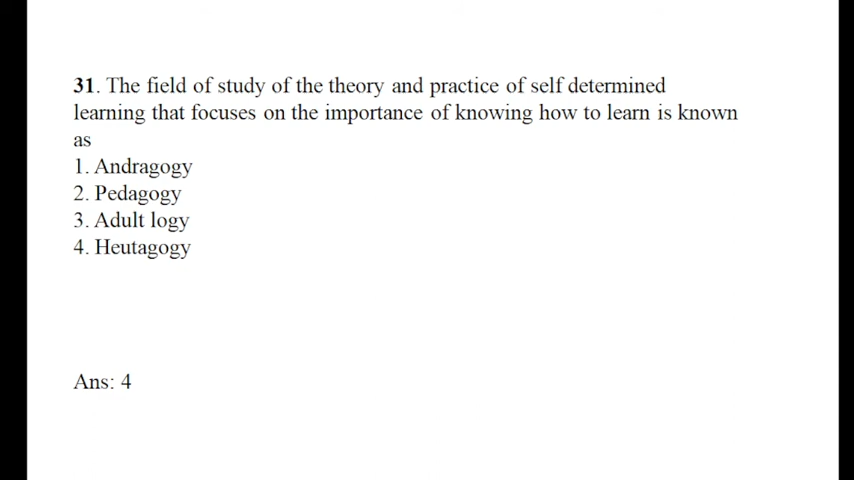 31. The field of study of the theory and practice of self determined
learning that focuses on the importance of knowing how to learn is known
as
1. Andragogy
2. Pedagogy
3. Adult logy
4. Heutagogy
Ans: 4